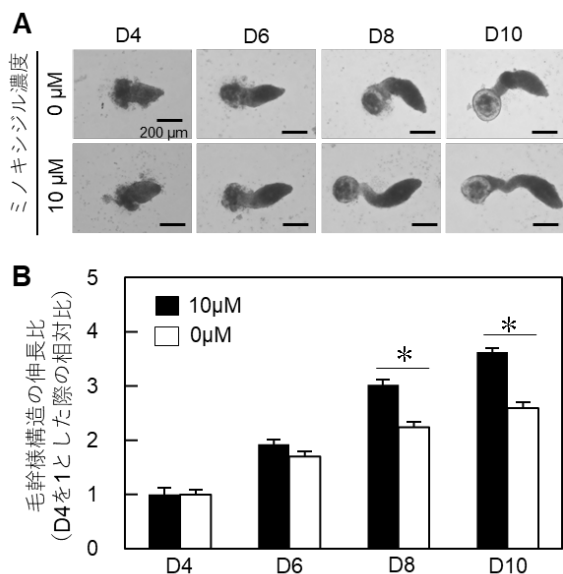 A
D4 D6 D8 D10
ミノキシジル濃度
0 μM
10 μM
200 μm
B
毛幹様構造の伸長比
（D4を1とした際の相対比）
5
4
3
2
1
0
10μM
0μM
*
*
D4 D6 D8 D10